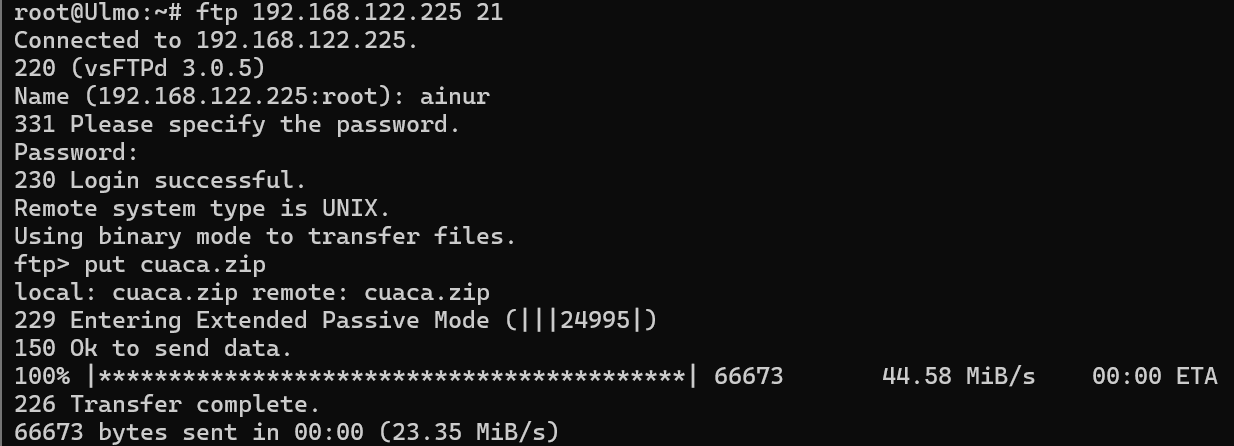 root@Ulmo:~# ftp 192.168.122.225 21
Connected to 192.168.122.225.
220 (vsFTPd 3.0.5)
Name (192.168.122.225:root): ainur
331 Please specify the password.
Password:
230 Login successful.
Remote system type is UNIX.
Using binary mode to transfer files.
ftp> put cuaca.zip
local: cuaca.zip remote: cuaca.zip
229 Entering Extended Passive Mode (|||24995|)
150 Ok to send data.
100% |******************************************| 66673       44.58 MiB/s    00:00 ETA
226 Transfer complete.
66673 bytes sent in 00:00 (23.35 MiB/s)